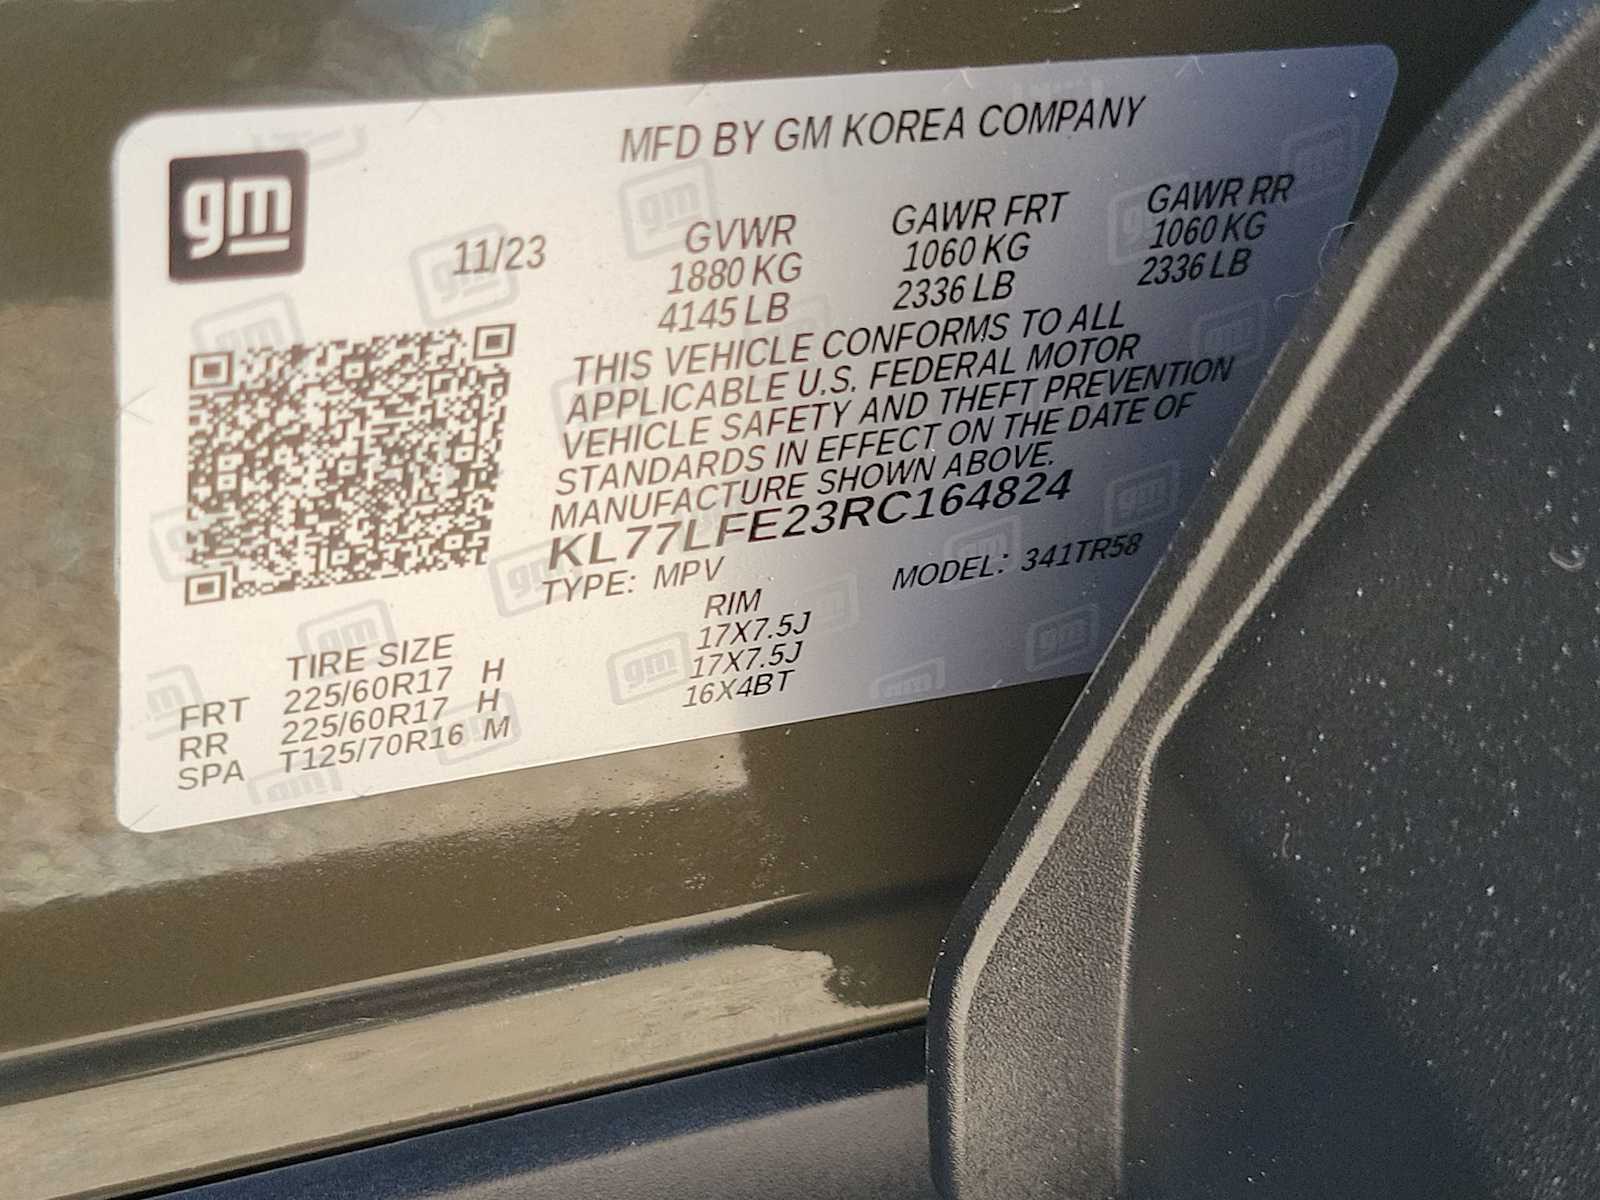 gm
MFD BY GM KOREA COMPANY
11/23
GVWR GAWR FRT GAWR RR
1880 KG 1060 KG 1060 KG
4145 LB 2336 LB 2336 LB
THIS VEHICLE CONFORMS TO ALL
APPLICABLE U.S. FEDERAL MOTOR
VEHICLE SAFETY AND THEFT PREVENTION
STANDARDS IN EFFECT ON THE DATE OF
MANUFACTURE SHOWN ABOVE.
KL77LFE23RC164824
TYPE: MPV MODEL: 341TR58
TIRE SIZE RIM
FRT 225/60R17 H 17X7.5J
RR 225/60R17 H 17X7.5J
SPA T125/70R16 M 16X4BT